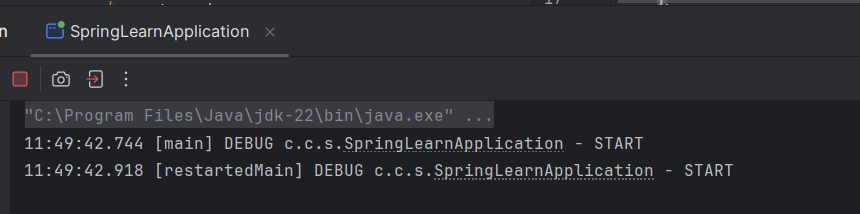 17
n SpringLearnApplication ×
"C:\Program Files\Java\jdk-22\bin\java.exe" ...
11:49:42.744 [main] DEBUG c.c.s.SpringLearnApplication - START
11:49:42.918 [restartedMain] DEBUG c.c.s.SpringLearnApplication - START